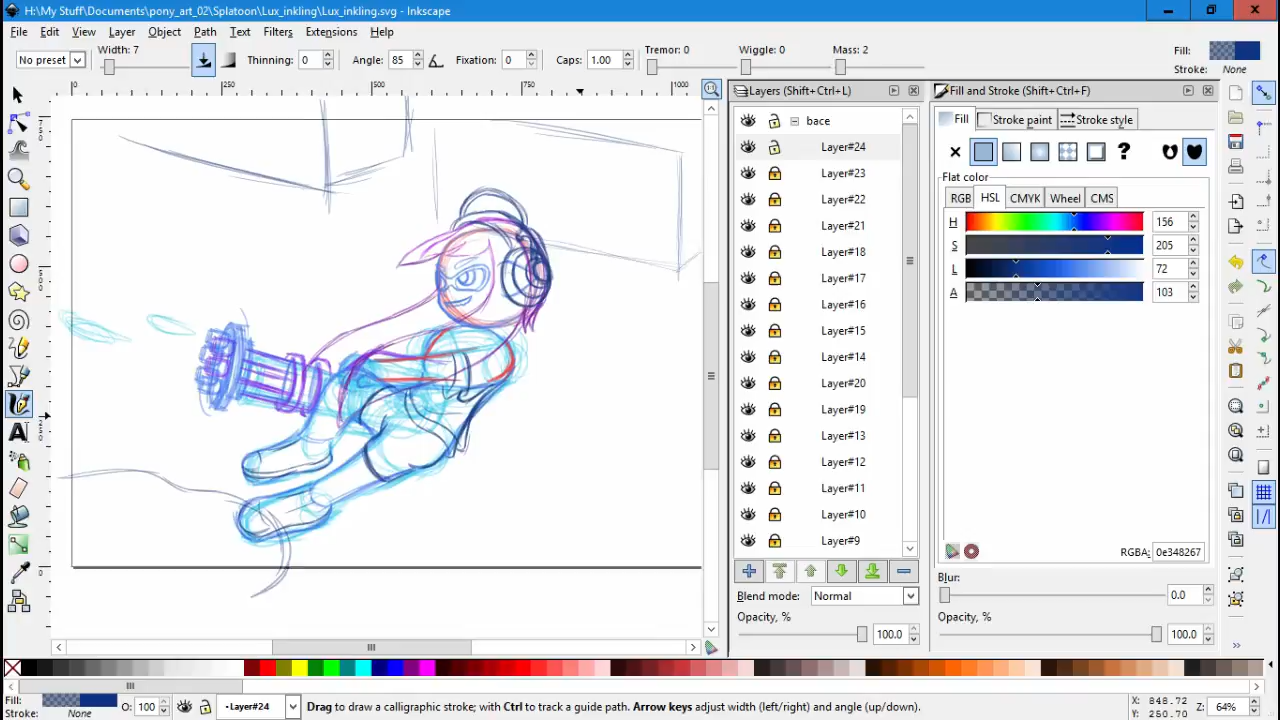 H:\My Stuff\Documents\pony_art_02\Splatoon\Lux_inkling\Lux_inkling.svg - Inkscape
File Edit View Layer Object Path Filters Text Extensions Help
No preset Width: 7 Thinning: 0 Angle: 85 Fixation: 0 Caps: 1.00 Tremor: 0 Wiggle: 0 Mass: 2 Fill:
Stroke: None
250 500 750 1000
Layers (Shift+Ctrl+L)
bace
Layer#24
Layer#23
Layer#22
Layer#21
Layer#18
Layer#17
Layer#16
Layer#15
Layer#14
Layer#20
Layer#19
Layer#13
Layer#12
Layer#11
Layer#10
Layer#9
Blend mode: Normal
Opacity, %
100.0
Fill and Stroke (Shift+Ctrl+F)
Fill Stroke paint Stroke style
Flat color
RGB HSL CMYK Wheel CMS
H 156
S 205
L 72
A 103
RGBA: 0e348267
Blur:
0.0
Opacity, %
100.0
Fill:
Stroke: None
O: 100 •Layer#24 Drag to draw a calligraphic stroke; with Ctrl to track a guide path. Arrow keys adjust width (left/right) and angle (up/down).
X: 848.72
Y: 250.70
Z: 64%